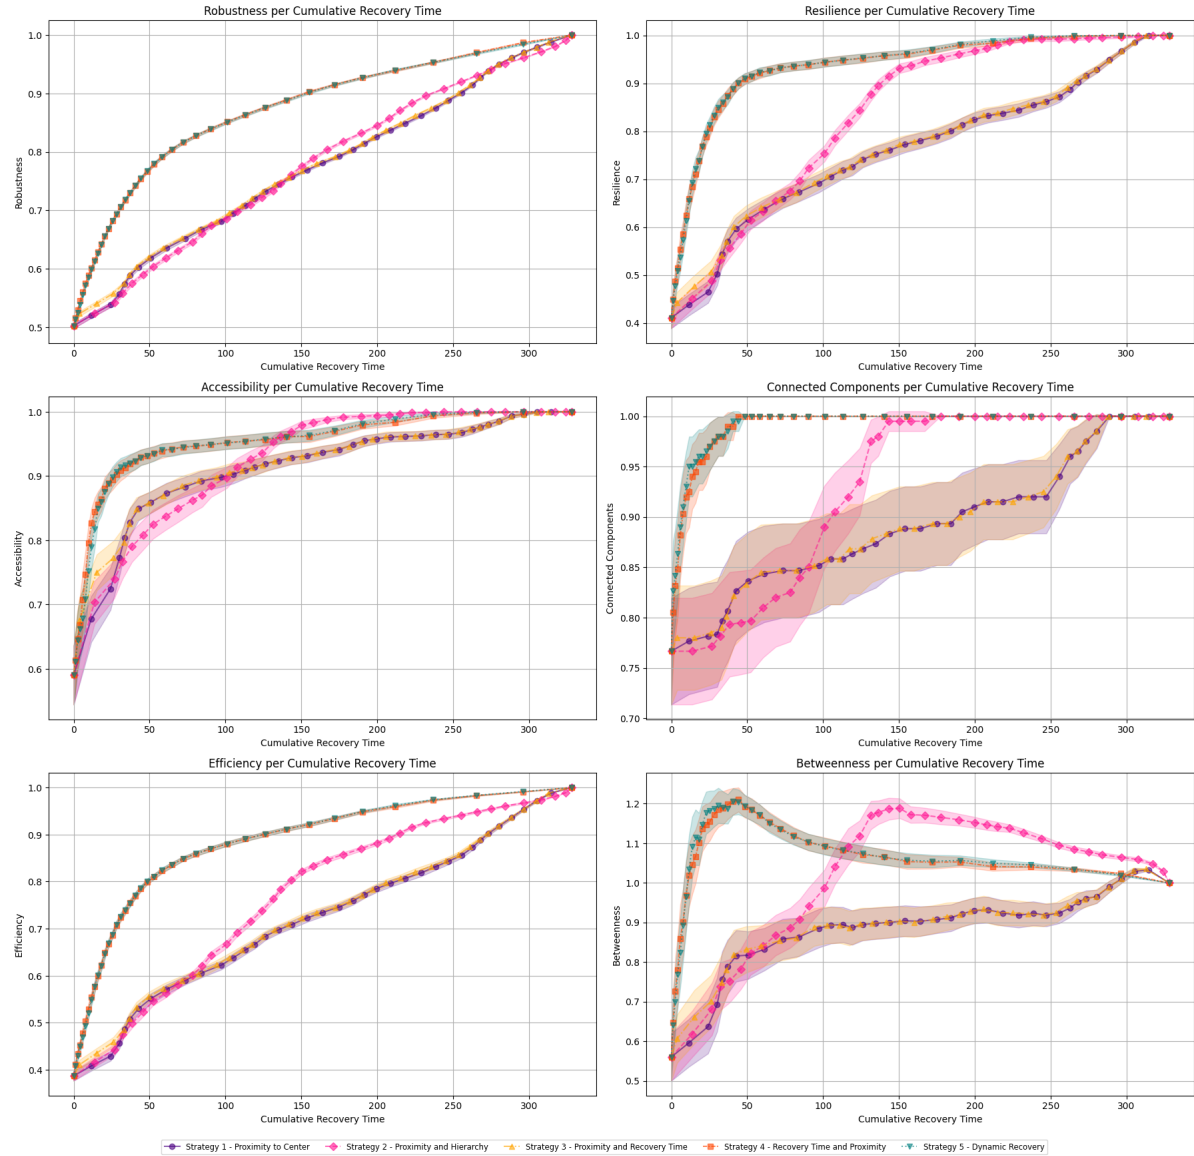 Robustness per Cumulative Recovery Time
Robustness
1.0
0.9
0.8
0.7
0.6
0.5
0 50 100 150 200 250 300
Cumulative Recovery Time
Resilience per Cumulative Recovery Time
Resilience
1.0
0.9
0.8
0.7
0.6
0.5
0.4
0 50 100 150 200 250 300
Cumulative Recovery Time
Accessibility per Cumulative Recovery Time
Accessibility
1.0
0.9
0.8
0.7
0.6
0 50 100 150 200 250 300
Cumulative Recovery Time
Connected Components per Cumulative Recovery Time
Connected Components
1.00
0.95
0.90
0.85
0.80
0.75
0.70
0 50 100 150 200 250 300
Cumulative Recovery Time
Efficiency per Cumulative Recovery Time
Efficiency
1.0
0.9
0.8
0.7
0.6
0.5
0.4
0 50 100 150 200 250 300
Cumulative Recovery Time
Betweenness per Cumulative Recovery Time
Betweenness
1.2
1.1
1.0
0.9
0.8
0.7
0.6
0.5
0 50 100 150 200 250 300
Cumulative Recovery Time
Strategy 1 - Proximity to Center Strategy 2 - Proximity and Hierarchy Strategy 3 - Proximity and Recovery Time Strategy 4 - Recovery Time and Proximity Strategy 5 - Dynamic Recovery